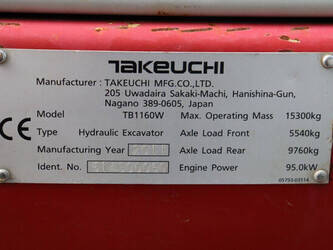 TAKEUCHI
Manufacturer : TAKEUCHI MFG.CO.,LTD.
205 Uwadaira Sakaki-Machi, Hanishina-Gun,
Nagano 389-0605, Japan
Model TB1160W Max. Operating Mass 15300kg
CE Type Hydraulic Excavator Axle Load Front 5540kg
Manufacturing Year Axle Load Rear 9760kg
Ident. No. Engine Power 95.0kW
05793-03514